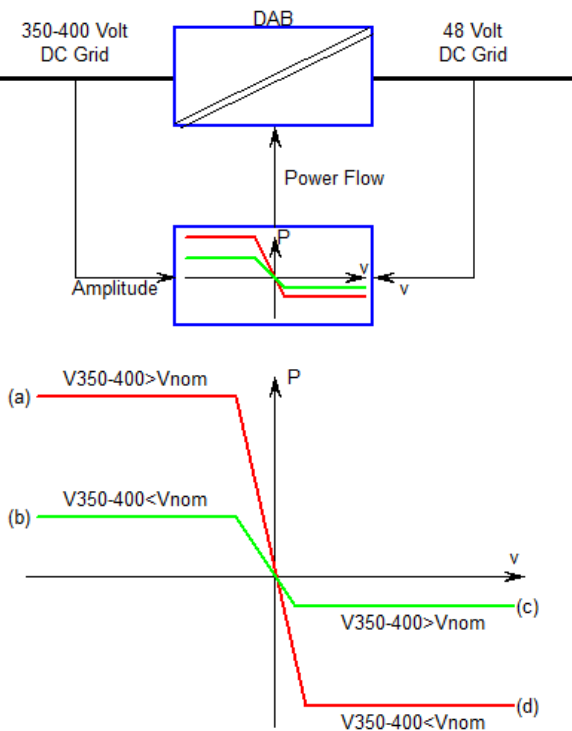 350-400 Volt
DC Grid
DAB
48 Volt
DC Grid
Power Flow
P
v
Amplitude
v
V350-400>Vnom
P
(a)
V350-400<Vnom
(b)
v
(c)
V350-400>Vnom
(d)
V350-400<Vnom